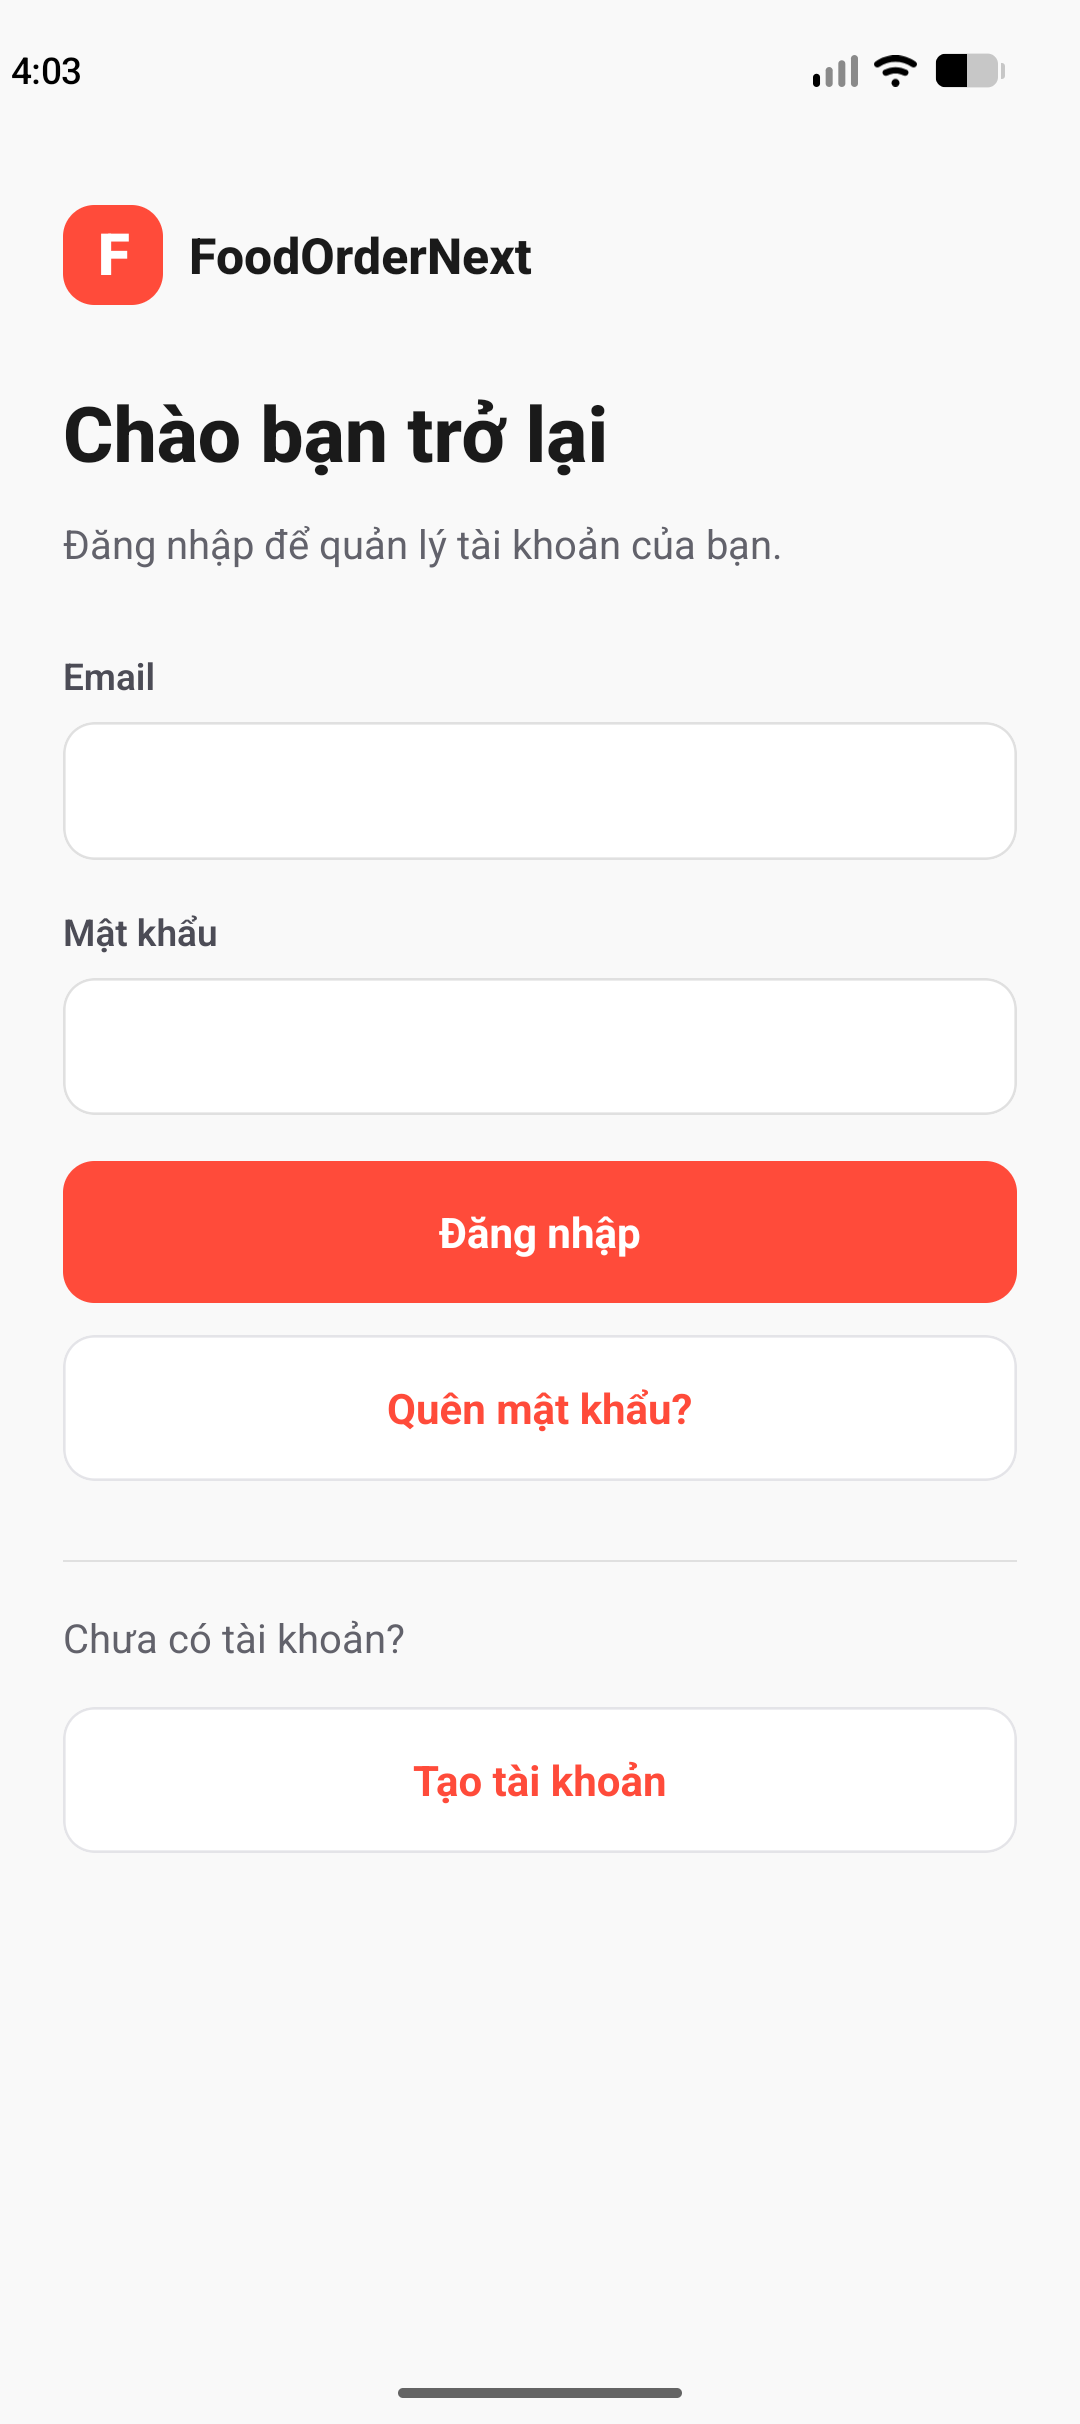 4:03
F FoodOrderNext
Chào bạn trở lại
Đăng nhập để quản lý tài khoản của bạn.
Email
Mật khẩu
Đăng nhập
Quên mật khẩu?
Chưa có tài khoản?
Tạo tài khoản